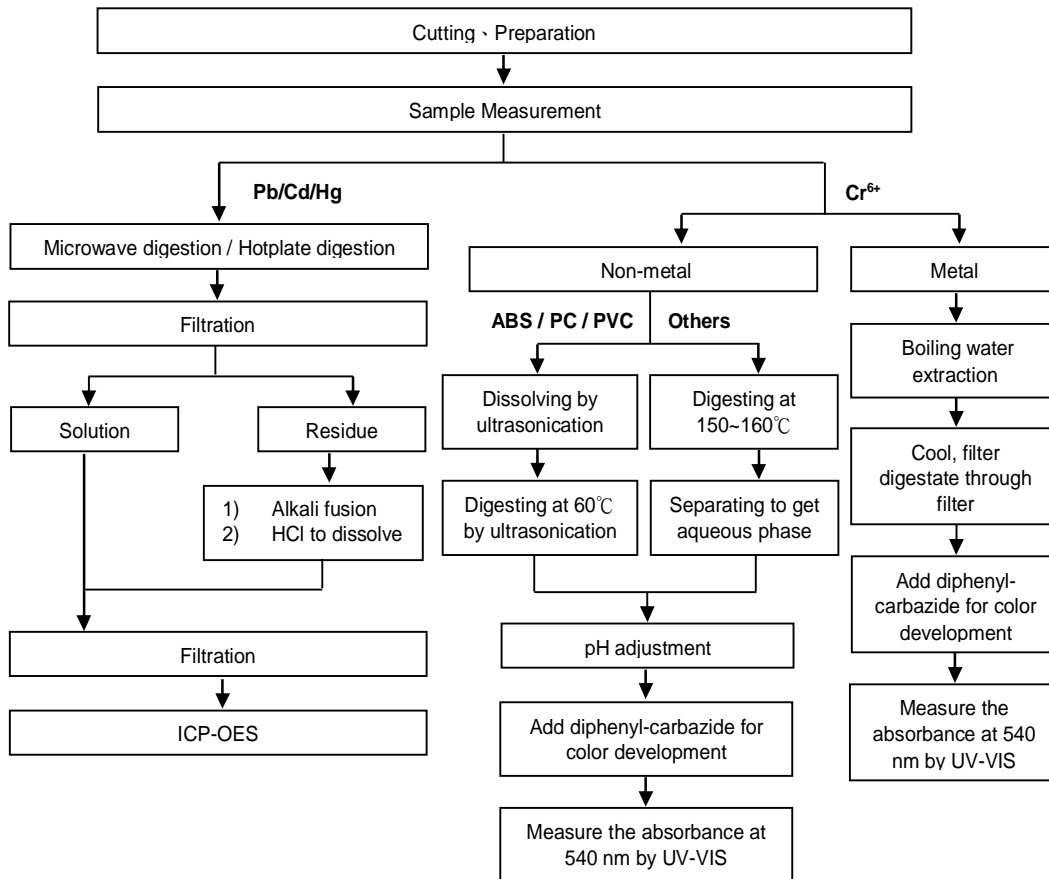 Cutting、Preparation
Sample Measurement
Pb/Cd/Hg
Cr⁶⁺
Microwave digestion / Hotplate digestion
Non-metal
Metal
Filtration
ABS / PC / PVC
Others
Boiling water
extraction
Solution
Residue
Dissolving by
ultrasonication
Digesting at
150~160℃
Cool, filter
digestate through
filter
1) Alkali fusion
2) HCl to dissolve
Digesting at 60℃
by ultrasonication
Separating to get
aqueous phase
Add diphenyl-
carbazide for color
development
Filtration
pH adjustment
Measure the
absorbance at 540
nm by UV-VIS
ICP-OES
Add diphenyl-carbazide for
color development
Measure the absorbance at
540 nm by UV-VIS